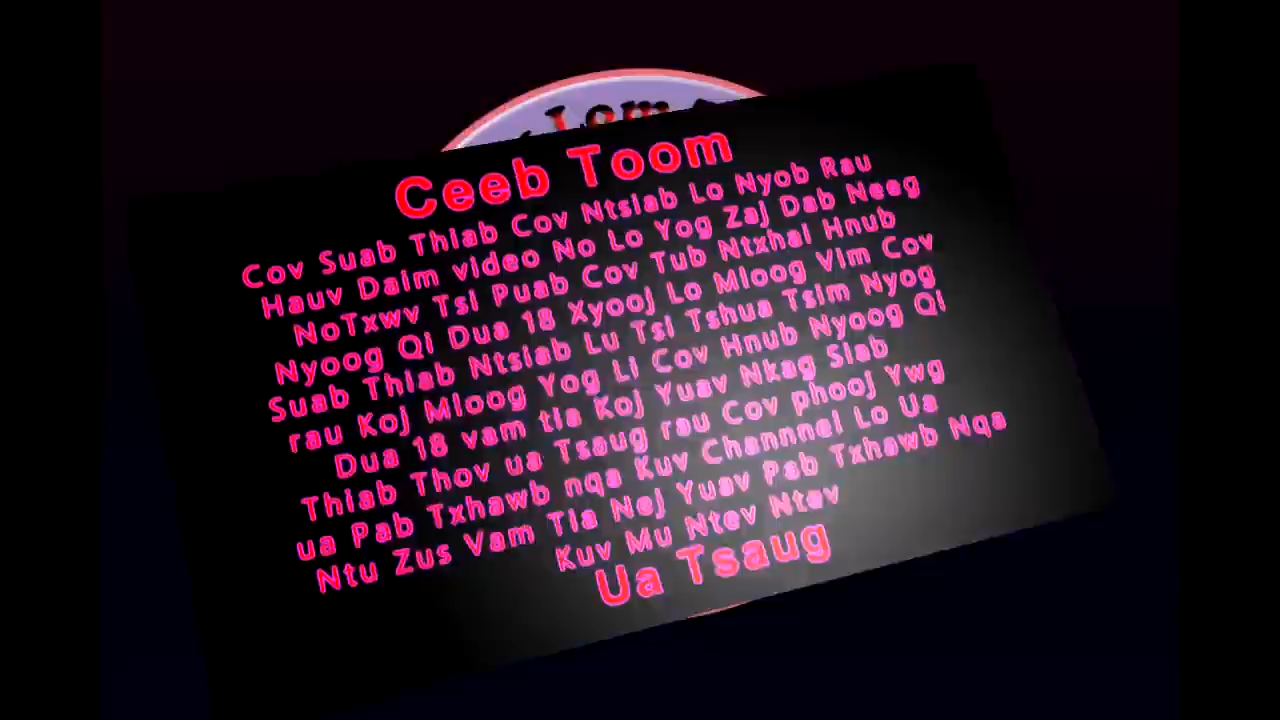 Lom
Ceeb Toom
Cov Suab Thiab Cov Ntsiab Lo Nyob Rau
Hauv Daim video No Lo Yog Zaj Dab Neeg
NoTxwv Tsi Puab Cov Tub Ntxhai Hnub
Nyoog Qi Dua 18 Xyooj Lo Mloog Vim Cov
Suab Thiab Ntsiab Lu Tsi Tshua Tsim Nyog
rau Koj Mloog Yog Li Cov Hnub Nyoog Qi
Dua 18 vam tia Koj Yuav Nkag Siab
Thiab Thov ua Tsaug rau Cov phooj Ywg
ua Pab Txhawb nqa Kuv Channnel Lo Ua
Ntu Zus Vam Tia Nej Yuav Pab Txhawb Nqa
Kuv Mu Ntev Ntev
Ua Tsaug